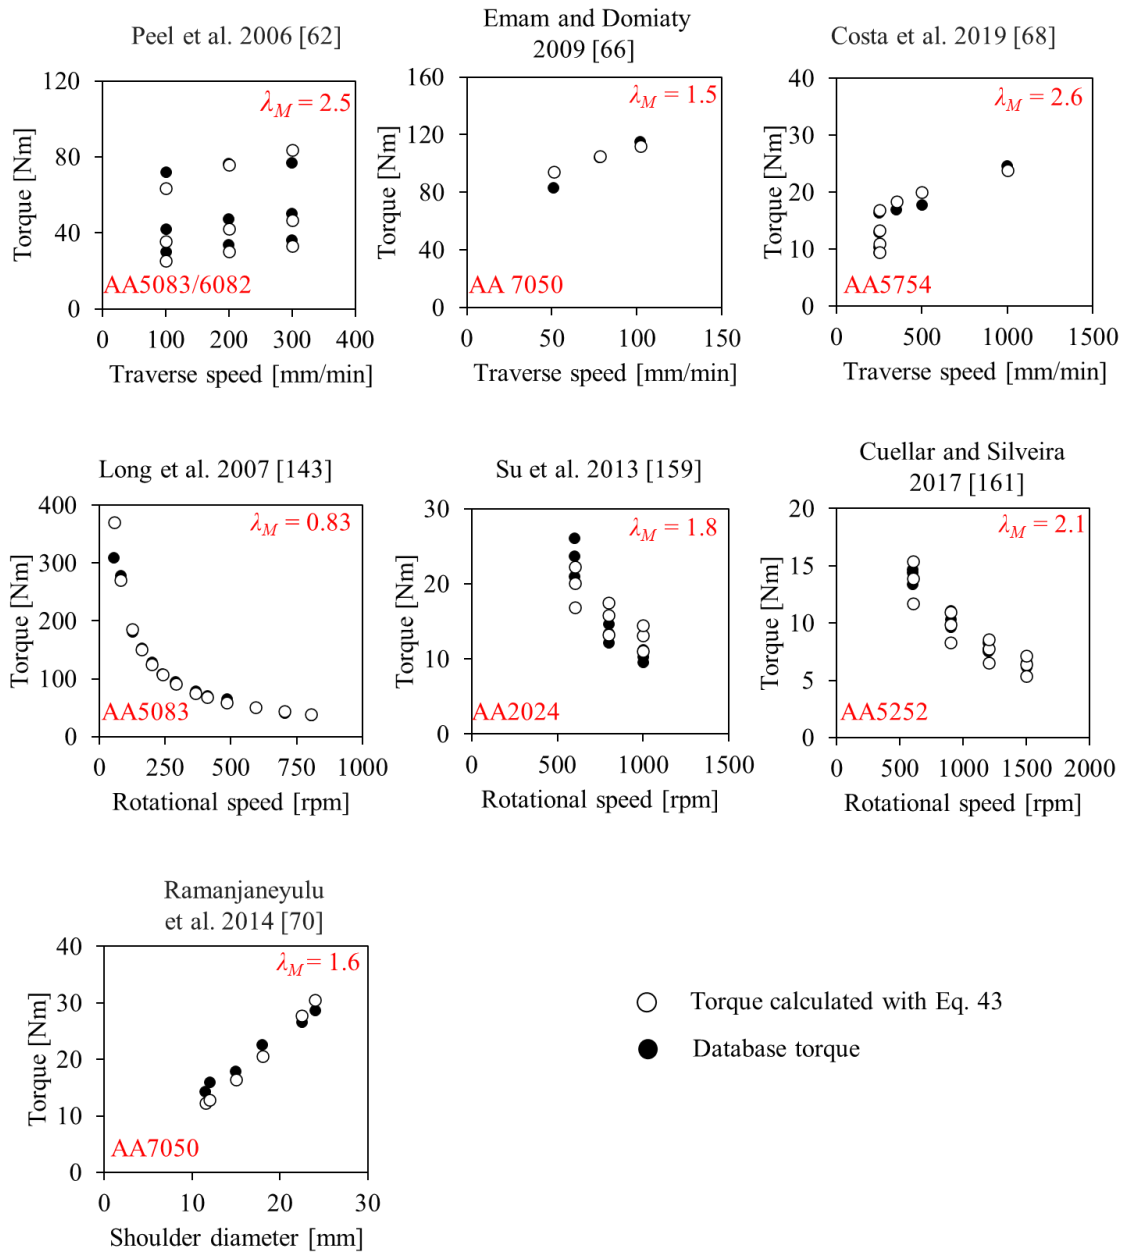 Peel et al. 2006 [62]
120
80
40
0
Torque [Nm]
λM = 2.5
AA5083/6082
0 100 200 300 400
Traverse speed [mm/min]
Emam and Domiaty
2009 [66]
160
120
80
40
0
Torque [Nm]
λM = 1.5
AA 7050
0 50 100 150
Traverse speed [mm/min]
Costa et al. 2019 [68]
40
30
20
10
0
Torque [Nm]
λM = 2.6
AA5754
0 500 1000 1500
Traverse speed [mm/min]
Long et al. 2007 [143]
400
300
200
100
0
Torque [Nm]
λM = 0.83
AA5083
0 250 500 750 1000
Rotational speed [rpm]
Su et al. 2013 [159]
30
20
10
0
Torque [Nm]
λM = 1.8
AA2024
0 500 1000 1500
Rotational speed [rpm]
Cuellar and Silveira
2017 [161]
20
15
10
5
0
Torque [Nm]
λM = 2.1
AA5252
0 500 1000 1500 2000
Rotational speed [rpm]
Ramanjaneyulu
et al. 2014 [70]
40
30
20
10
0
Torque [Nm]
λM = 1.6
AA7050
0 10 20 30
Shoulder diameter [mm]
Torque calculated with Eq. 43
Database torque